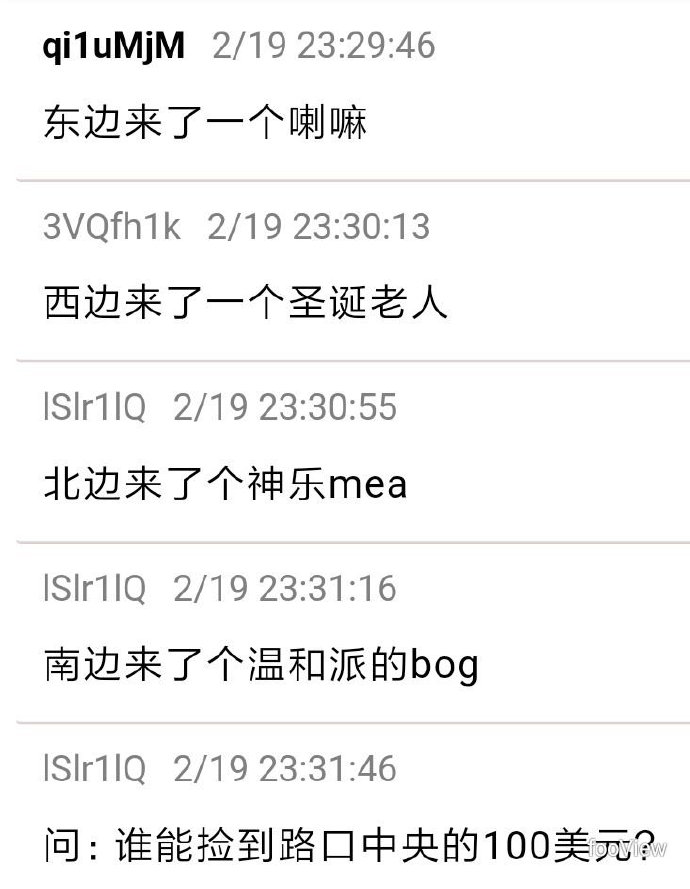 qi1uMjM 2/19 23:29:46
东边来了一个喇嘛
3VQfh1k 2/19 23:30:13
西边来了一个圣诞老人
lSlr1lQ 2/19 23:30:55
北边来了个神乐mea
lSlr1lQ 2/19 23:31:16
南边来了个温和派的bog
lSlr1lQ 2/19 23:31:46
问：谁能捡到路口中央的100美元？
fooView